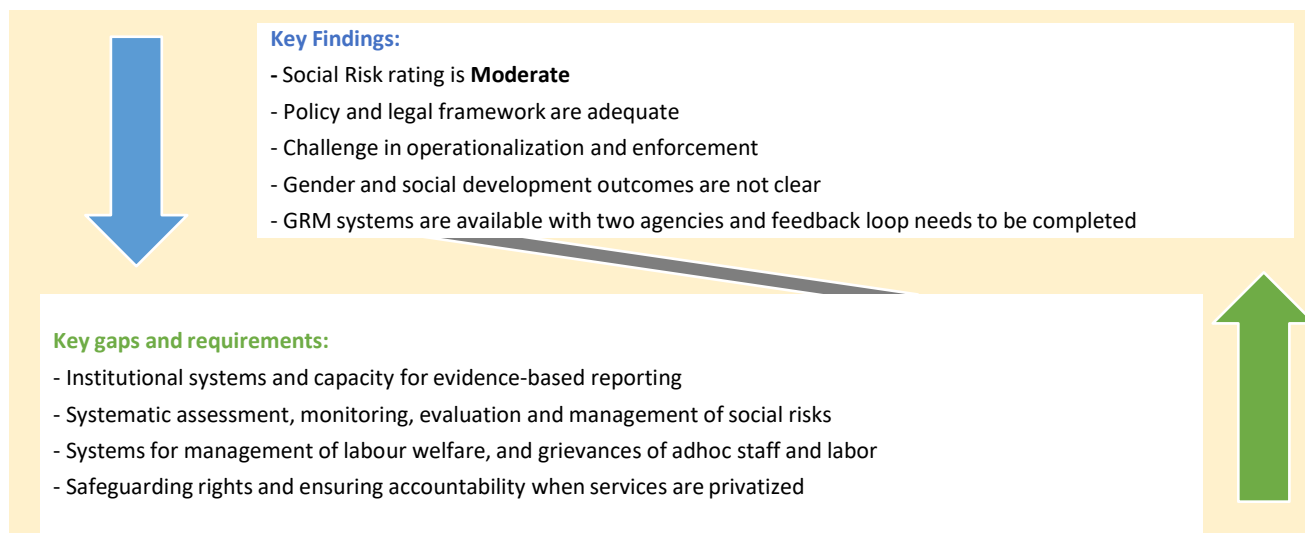 Key Findings:
- Social Risk rating is Moderate
- Policy and legal framework are adequate
- Challenge in operationalization and enforcement
- Gender and social development outcomes are not clear
- GRM systems are available with two agencies and feedback loop needs to be completed
Key gaps and requirements:
- Institutional systems and capacity for evidence-based reporting
- Systematic assessment, monitoring, evaluation and management of social risks
- Systems for management of labour welfare, and grievances of adhoc staff and labor
- Safeguarding rights and ensuring accountability when services are privatized